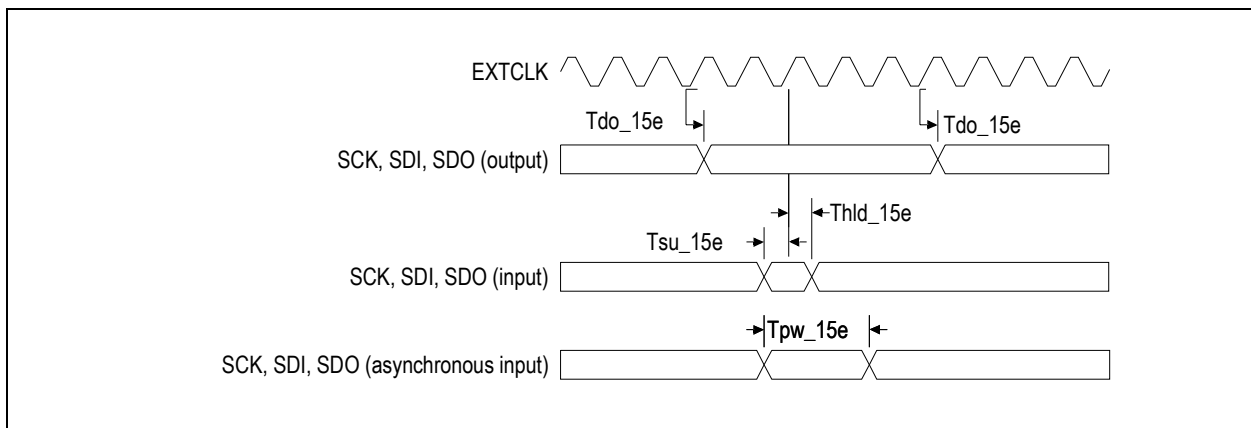 EXTCLK
Tdo_15e
Tdo_15e
SCK, SDI, SDO (output)
Thld_15e
Tsu_15e
SCK, SDI, SDO (input)
Tpw_15e
SCK, SDI, SDO (asynchronous input)